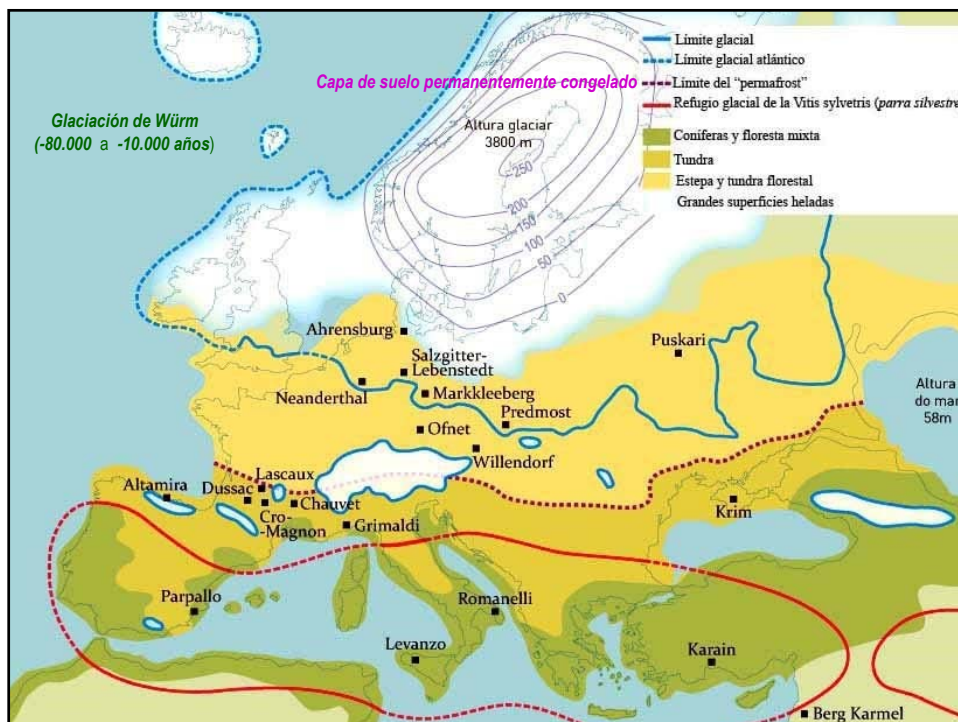 Capa de suelo permanentemente congelado
Glaciación de Würm
(-80.000 a -10.000 años)
Altura glaciar
3800 m
-250
200
150
100
50
0
Límite glacial
Límite glacial atlántico
Límite del “permafrost”
Refugio glacial de la Vitis sylvetris (parra silvestre
Coníferas y floresta mixta
Tundra
Estepa y tundra florestal
Grandes superficies heladas
Ahrensburg
Salzgitter-
Lebenstedt
Neanderthal
Markkleeberg
Predmost
Ofnet
Willendorf
Puskari
Altura
do mar
58m
Altamira
Lascaux
Dussac
Cro-
-Magnon
Chauvet
Grimaldi
Krim
Parpallo
Romanelli
Levanzo
Karain
Berg Karmel